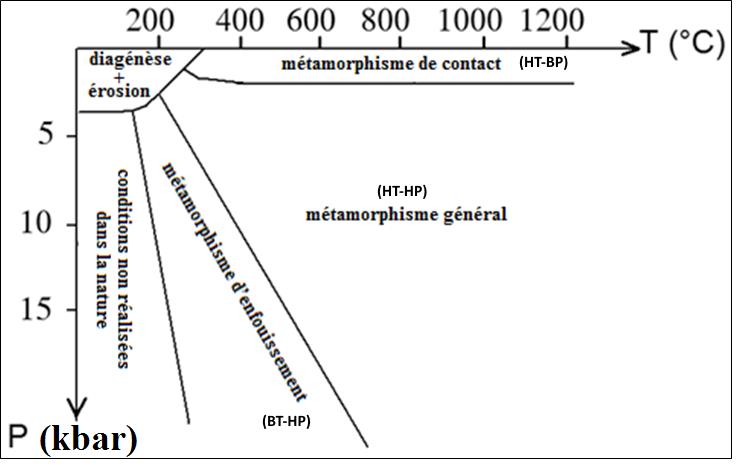 200 400 600 800 1000 1200
T (°C)
diagénèse
+
érosion
métamorphisme de contact (HT-BP)
5
10
15
conditions non réalisées
dans la nature
métamorphisme d'enfouissement
(BT-HP)
(HT-HP)
métamorphisme général
P (kbar)